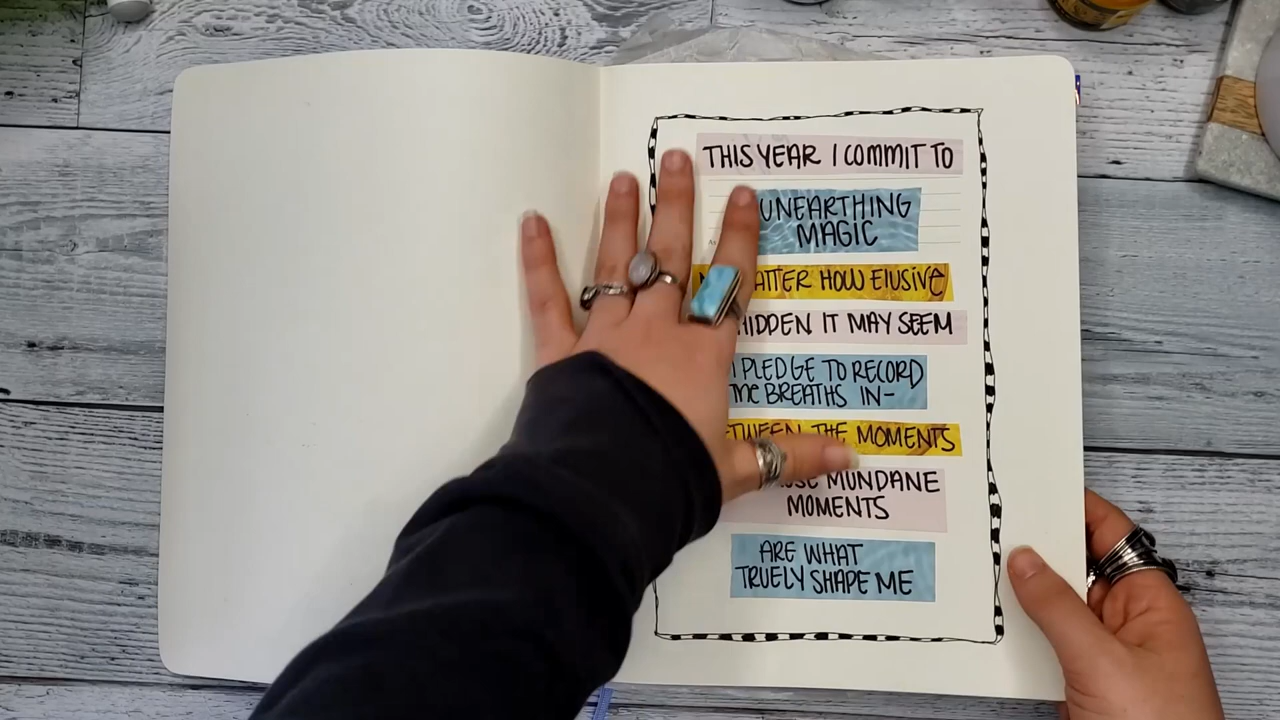 THIS YEAR I COMMIT TO
UNEARTHING
MAGIC
HOW ELUSIVE
HIDDEN IT MAY SEEM
I PLEDGE TO RECORD
THE BREATHS IN-
THE MOMENTS
MUNDANE
MOMENTS
ARE WHAT
TRUELY SHAPE ME